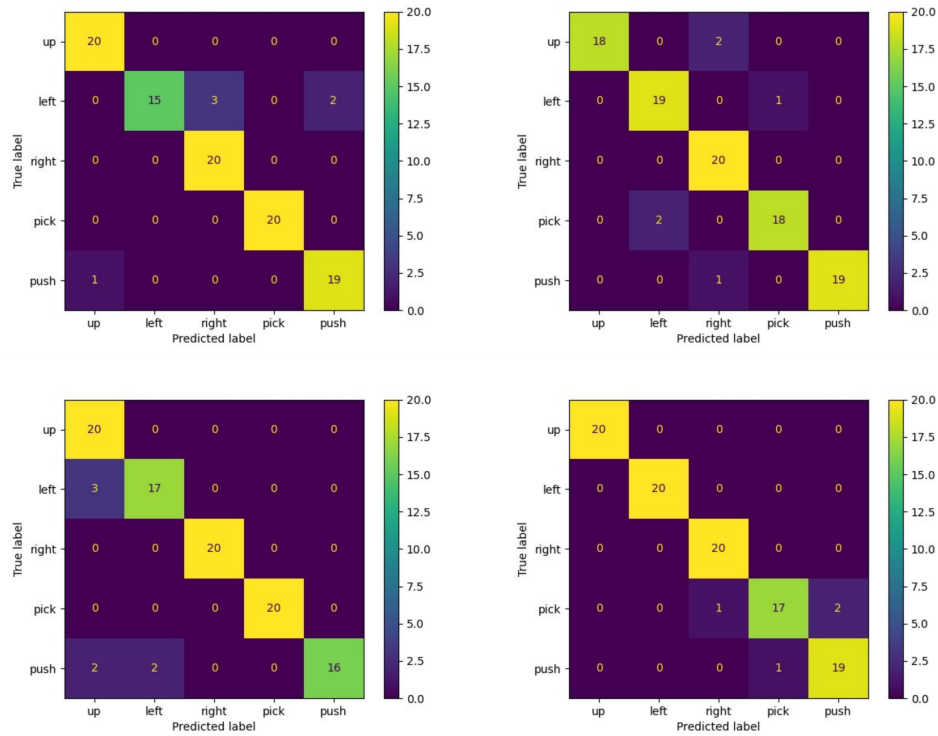 20.0
up 20 0 0 0 0
17.5
left 0 15 3 0 2
15.0
12.5
True label
right 0 0 20 0 0
10.0
7.5
pick 0 0 0 20 0
5.0
push 1 0 0 0 19
2.5
0.0
up left right pick push
Predicted label
20.0
up 18 0 2 0 0
17.5
left 0 19 0 1 0
15.0
12.5
True label
right 0 0 20 0 0
10.0
7.5
pick 0 2 0 18 0
5.0
push 0 0 1 0 19
2.5
0.0
up left right pick push
Predicted label
20.0
up 20 0 0 0 0
17.5
left 3 17 0 0 0
15.0
12.5
True label
right 0 0 20 0 0
10.0
7.5
pick 0 0 0 20 0
5.0
push 2 2 0 0 16
2.5
0.0
up left right pick push
Predicted label
20.0
up 20 0 0 0 0
17.5
left 0 20 0 0 0
15.0
12.5
True label
right 0 0 20 0 0
10.0
7.5
pick 0 0 1 17 2
5.0
push 0 0 0 1 19
2.5
0.0
up left right pick push
Predicted label